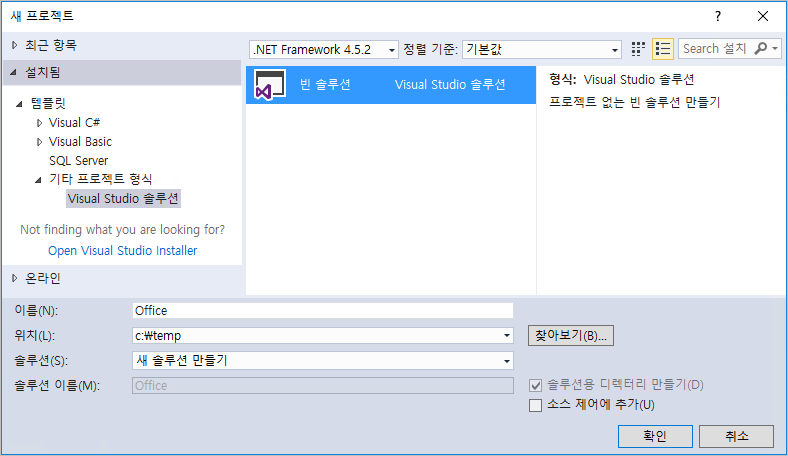 새 프로젝트
최근 항목
설치됨
템플릿
Visual C#
Visual Basic
SQL Server
기타 프로젝트 형식
Visual Studio 솔루션
Not finding what you are looking for?
Open Visual Studio Installer
온라인
.NET Framework 4.5.2 정렬 기준: 기본값 Search 설치
빈 솔루션 Visual Studio 솔루션
형식: Visual Studio 솔루션
프로젝트 없는 빈 솔루션 만들기
이름(N): Office
위치(L): c:₩temp 찾아보기(B)...
솔루션(S): 새 솔루션 만들기
솔루션 이름(M): Office 솔루션용 디렉터리 만들기(D)
소스 제어에 추가(U)
확인 취소